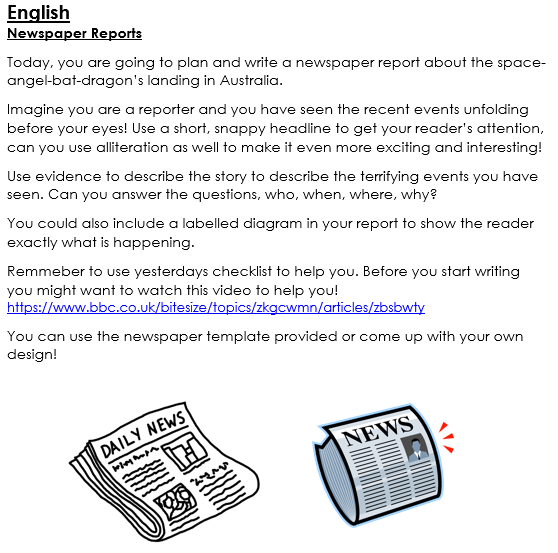 English
Newspaper Reports
Today, you are going to plan and write a newspaper report about the space-
angel-bat-dragon's landing in Australia.
Imagine you are a reporter and you have seen the recent events unfolding
before your eyes! Use a short, snappy headline to get your reader's attention,
can you use alliteration as well to make it even more exciting and interesting!
Use evidence to describe the story to describe the terrifying events you have
seen. Can you answer the questions, who, when, where, why?
You could also include a labelled diagram in your report to show the reader
exactly what is happening.
Remmeber to use yesterdays checklist to help you. Before you start writing
you might want to watch this video to help you!
https://www.bbc.co.uk/bitesize/topics/zkgcwmn/articles/zbsbwty
You can use the newspaper template provided or come up with your own
design!
DAILY NEWS
NEWS